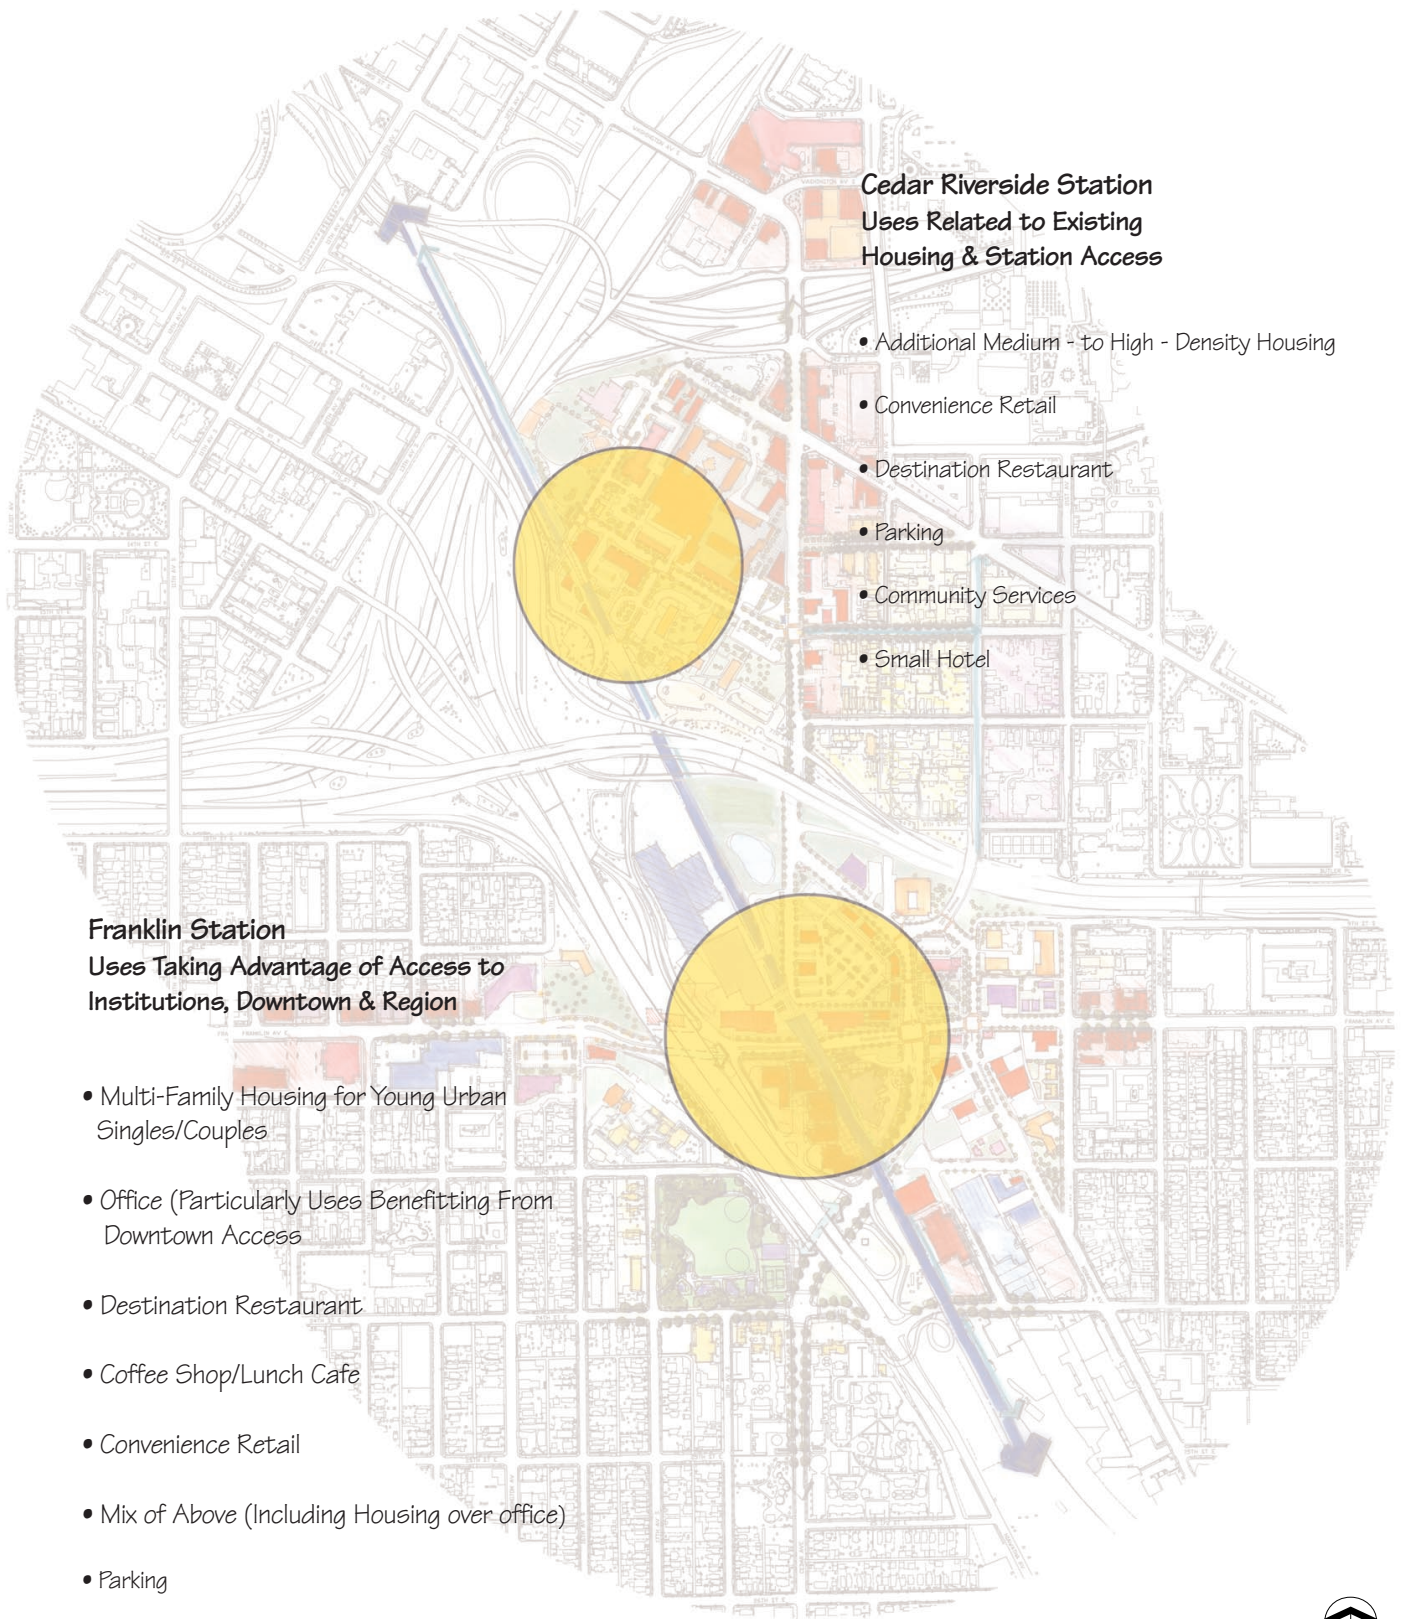 Cedar Riverside Station
Uses Related to Existing
Housing & Station Access
• Additional Medium - to High - Density Housing
• Convenience Retail
• Destination Restaurant
• Parking
• Community Services
• Small Hotel
Franklin Station
Uses Taking Advantage of Access to
Institutions, Downtown & Region
• Multi-Family Housing for Young Urban
Singles/Couples
• Office (Particularly Uses Benefitting From
Downtown Access
• Destination Restaurant
• Coffee Shop/Lunch Cafe
• Convenience Retail
• Mix of Above (Including Housing over office)
• Parking